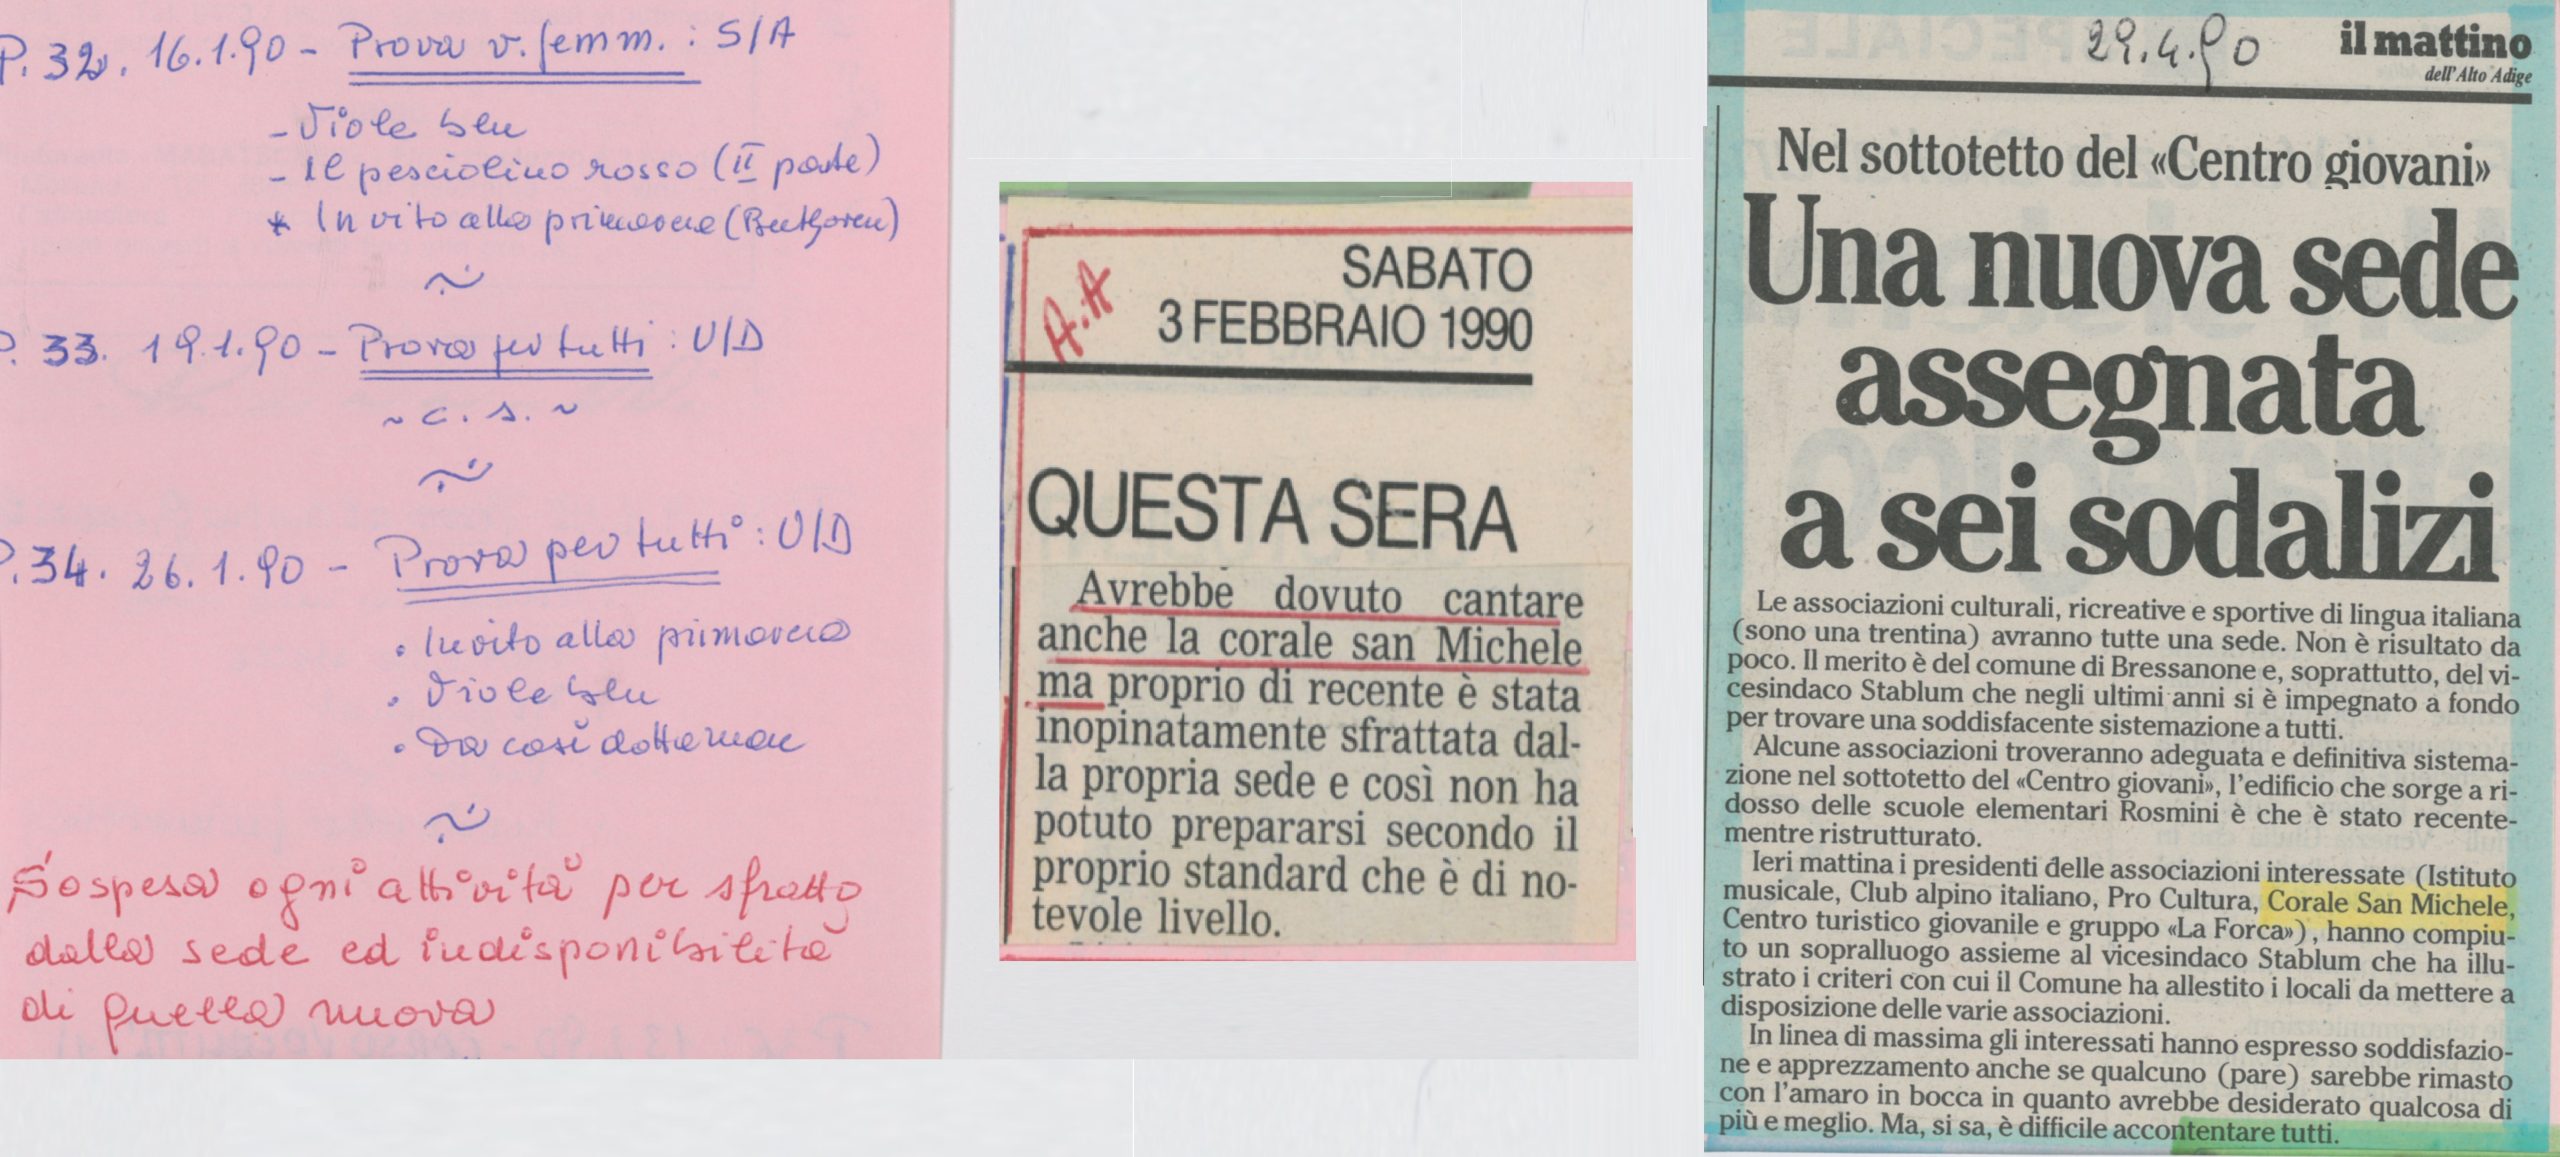 P. 32. 16.1.90 - Prova v. femm. : S/A
- Viole blu
- Il pesciolino rosso (II parte)
* Invito alla primavera (Beethoven)
P. 33. 19.1.90 - Prova per tutti : U/D
~ c. s. ~
P. 34. 26.1.90 - Prova per tutti : U/D
• Invito alla primavera
• Viole blu
• Da così dotta man
Sospesa ogni attività per sfratto
dalla sede ed indisponibilità
di quella nuova
A.A
SABATO
3 FEBBRAIO 1990
QUESTA SERA
Avrebbe dovuto cantare
anche la corale san Michele
ma proprio di recente è stata
inopinatamente sfrattata dal-
la propria sede e così non ha
potuto prepararsi secondo il
proprio standard che è di no-
tevole livello.
29.4.90
il mattino
dell'Alto Adige
Nel sottotetto del «Centro giovani»
Una nuova sede
assegnata
a sei sodalizi
Le associazioni culturali, ricreative e sportive di lingua italiana
(sono una trentina) avranno tutte una sede. Non è risultato da
poco. Il merito è del comune di Bressanone e, soprattutto, del vi-
cesindaco Stablum che negli ultimi anni si è impegnato a fondo
per trovare una soddisfacente sistemazione a tutti.
Alcune associazioni troveranno adeguata e definitiva sistema-
zione nel sottotetto del «Centro giovani», l'edificio che sorge a ri-
dosso delle scuole elementari Rosmini è che è stato recente-
mentre ristrutturato.
Ieri mattina i presidenti delle associazioni interessate (Istituto
musicale, Club alpino italiano, Pro Cultura, Corale San Michele,
Centro turistico giovanile e gruppo «La Forca»), hanno compiu-
to un sopralluogo assieme al vicesindaco Stablum che ha illu-
strato i criteri con cui il Comune ha allestito i locali da mettere a
disposizione delle varie associazioni.
In linea di massima gli interessati hanno espresso soddisfazio-
ne e apprezzamento anche se qualcuno (pare) sarebbe rimasto
con l'amaro in bocca in quanto avrebbe desiderato qualcosa di
più e meglio. Ma, si sa, è difficile accontentare tutti.